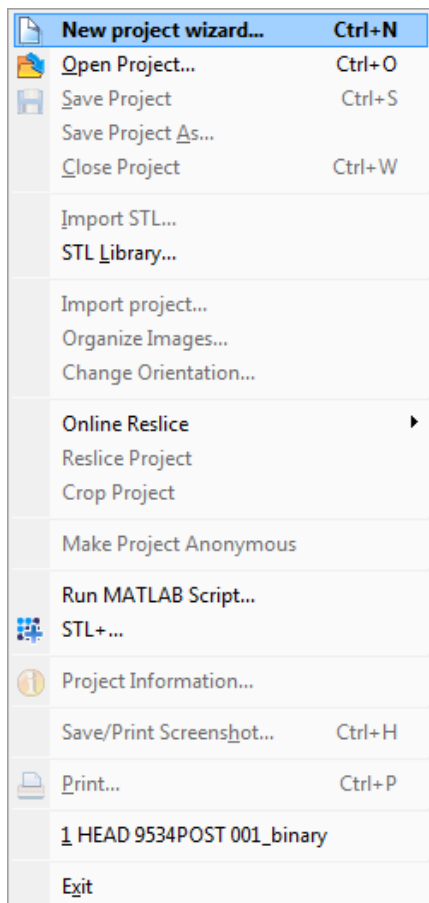 New project wizard... Ctrl+N
Open Project... Ctrl+O
Save Project Ctrl+S
Save Project As...
Close Project Ctrl+W
Import STL...
STL Library...
Import project...
Organize Images...
Change Orientation...
Online Reslice
Reslice Project
Crop Project
Make Project Anonymous
Run MATLAB Script...
STL+...
Project Information...
Save/Print Screenshot... Ctrl+H
Print... Ctrl+P
1 HEAD 9534POST 001_binary
Exit